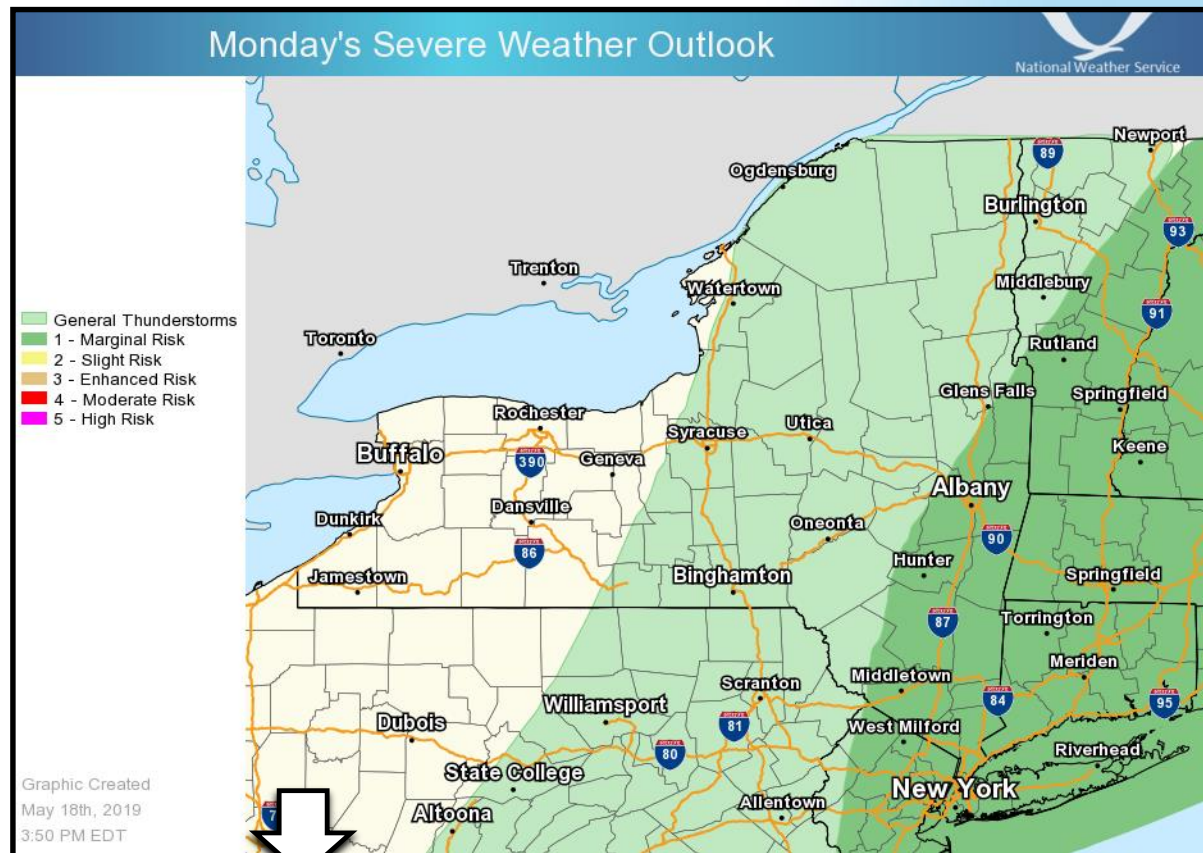 Monday's Severe Weather Outlook
National Weather Service
General Thunderstorms
1 - Marginal Risk
2 - Slight Risk
3 - Enhanced Risk
4 - Moderate Risk
5 - High Risk
Graphic Created
May 18th, 2019
3:50 PM EDT
Newport
89
Ogdensburg
Burlington
93
Trenton
Middlebury
Watertown
91
Toronto
Rutland
Glens Falls
Springfield
Rochester
Utica
Syracuse
Keene
Buffalo
390
Geneva
Albany
Dansville
Dunkirk
Oneonta
90
86
Hunter
Jamestown
Binghamton
Springfield
87
Torrington
Meriden
Middletown
Scranton
84
95
Williamsport
Dubois
81
West Milford
80
Riverhead
State College
New York
Allentown
Altoona